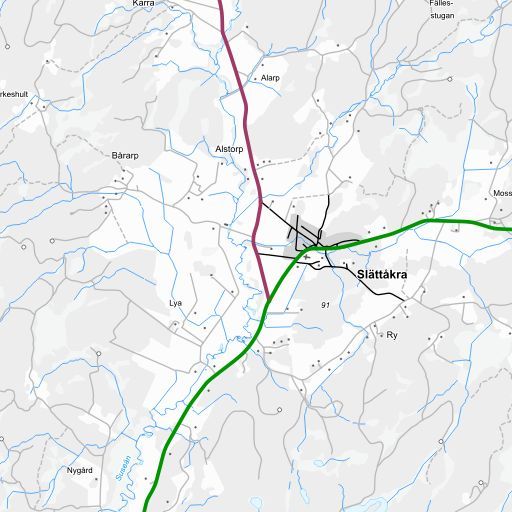 Karra
Fälles-
stugan
Alarp
rkeshult
Alstorp
Bårarp
Moss
Slättåkra
Lya
91
Ry
Suseån
Nygård